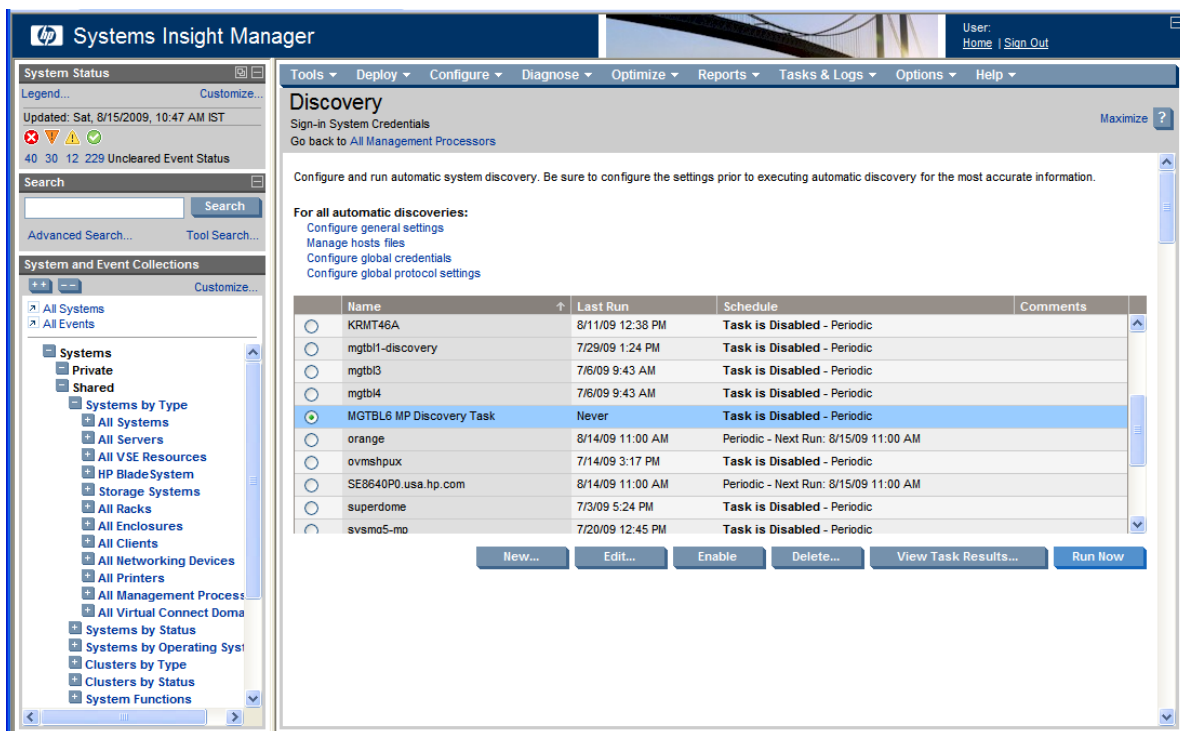 hp Systems Insight Manager
User:
Home | Sign Out
System Status
Legend... Customize...
Updated: Sat, 8/15/2009, 10:47 AM IST
40 30 12 229 Uncleared Event Status
Search
Search
Advanced Search... Tool Search...
System and Event Collections
Customize...
All Systems
All Events
Systems
Private
Shared
Systems by Type
All Systems
All Servers
All VSE Resources
HP BladeSystem
Storage Systems
All Racks
All Enclosures
All Clients
All Networking Devices
All Printers
All Management Process
All Virtual Connect Doma
Systems by Status
Systems by Operating Syst
Clusters by Type
Clusters by Status
System Functions
Tools Deploy Configure Diagnose Optimize Reports Tasks & Logs Options Help
Discovery
Sign-in System Credentials
Go back to All Management Processors
Maximize ?
Configure and run automatic system discovery. Be sure to configure the settings prior to executing automatic discovery for the most accurate information.
For all automatic discoveries:
Configure general settings
Manage hosts files
Configure global credentials
Configure global protocol settings
Name Last Run Schedule Comments
KRMT46A 8/11/09 12:38 PM Task is Disabled - Periodic
mgtbl1-discovery 7/29/09 1:24 PM Task is Disabled - Periodic
mgtbl3 7/6/09 9:43 AM Task is Disabled - Periodic
mgtbl4 7/6/09 9:43 AM Task is Disabled - Periodic
MGTBL6 MP Discovery Task Never Task is Disabled - Periodic
orange 8/14/09 11:00 AM Periodic - Next Run: 8/15/09 11:00 AM
ovmshpux 7/14/09 3:17 PM Task is Disabled - Periodic
SE8640P0.usa.hp.com 8/14/09 11:00 AM Periodic - Next Run: 8/15/09 11:00 AM
superdome 7/3/09 5:24 PM Task is Disabled - Periodic
svsmg5-mp 7/20/09 12:45 PM Task is Disabled - Periodic
New... Edit... Enable Delete... View Task Results... Run Now